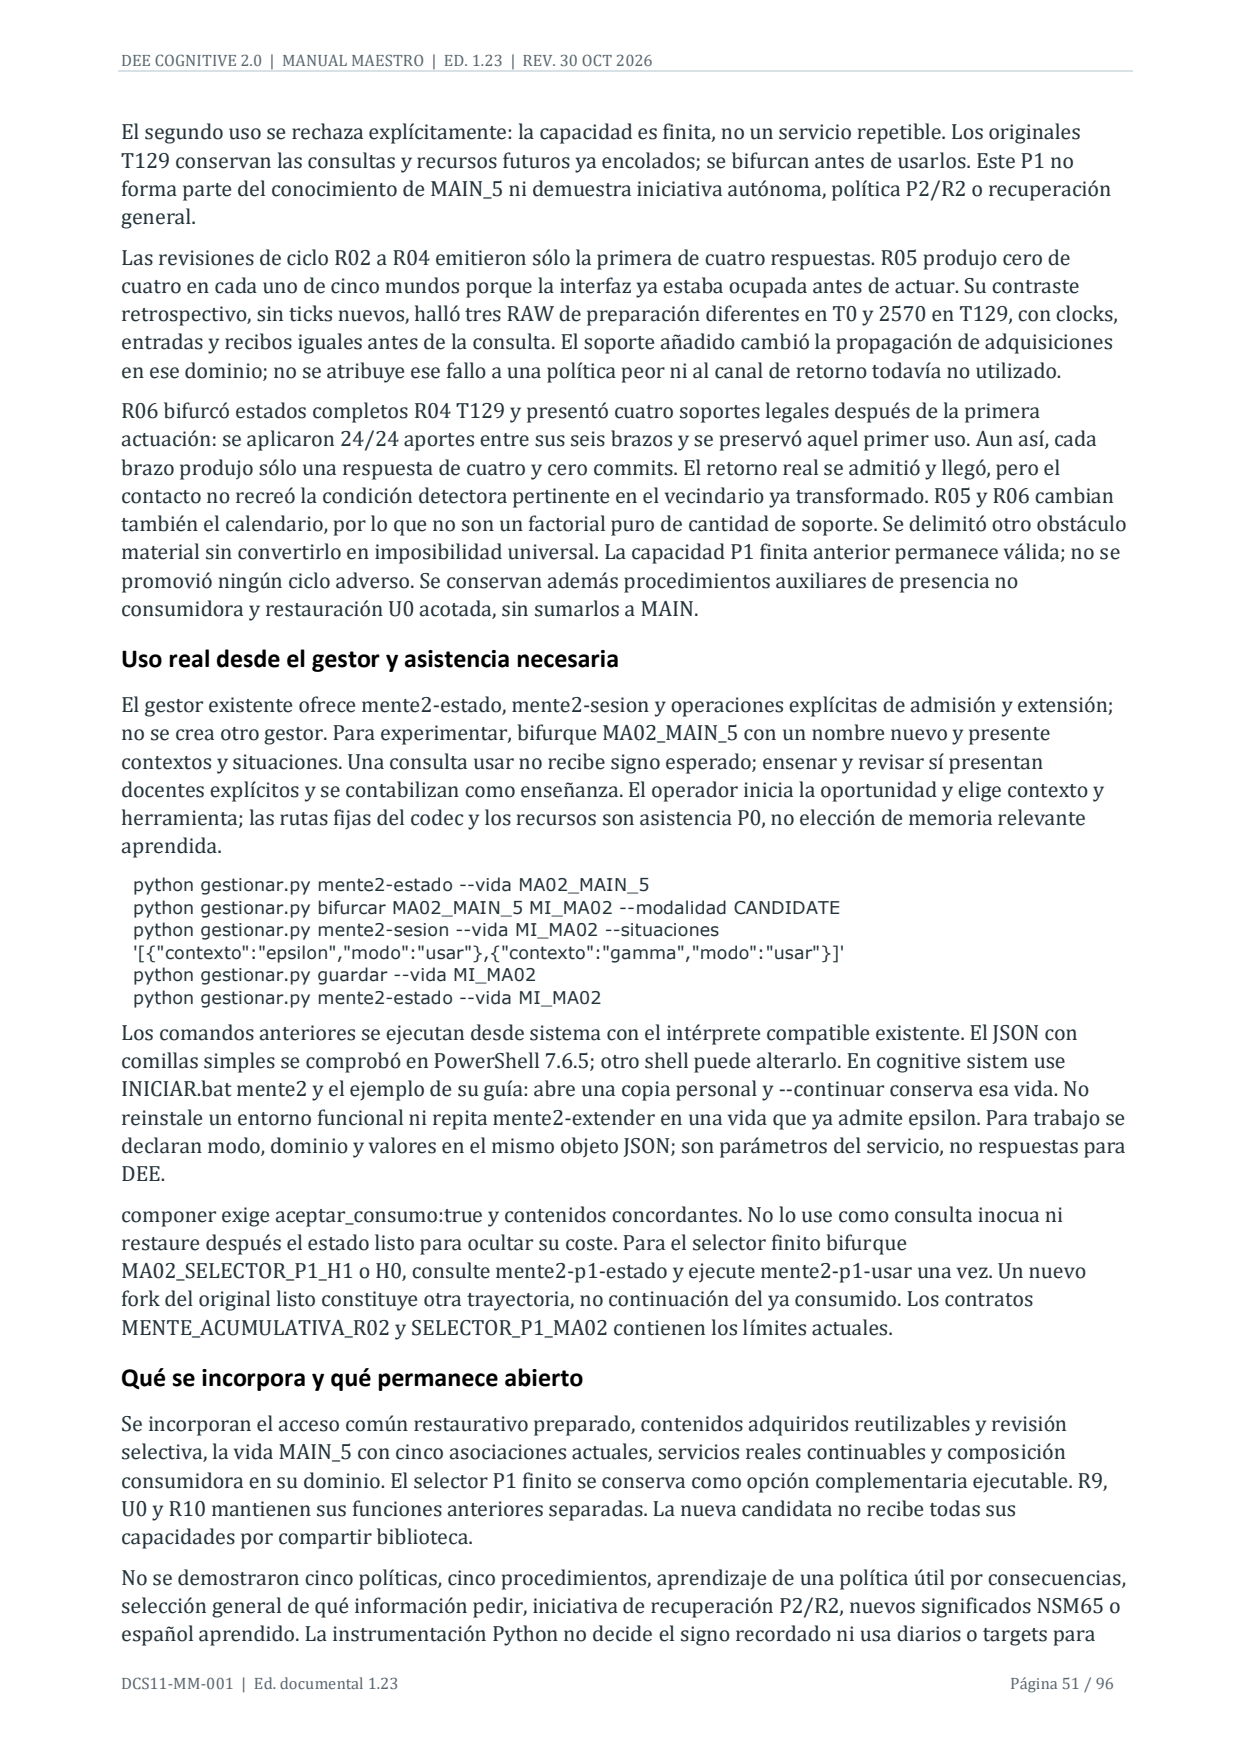 DEE COGNITIVE 2.0 | MANUAL MAESTRO | ED. 1.23 | REV. 30 OCT 2026
El segundo uso se rechaza explícitamente: la capacidad es finita, no un servicio repetible. Los originales
T129 conservan las consultas y recursos futuros ya encolados; se bifurcan antes de usarlos. Este P1 no
forma parte del conocimiento de MAIN_5 ni demuestra iniciativa autónoma, política P2/R2 o recuperación
general.
Las revisiones de ciclo R02 a R04 emitieron sólo la primera de cuatro respuestas. R05 produjo cero de
cuatro en cada uno de cinco mundos porque la interfaz ya estaba ocupada antes de actuar. Su contraste
retrospectivo, sin ticks nuevos, halló tres RAW de preparación diferentes en T0 y 2570 en T129, con clocks,
entradas y recibos iguales antes de la consulta. El soporte añadido cambió la propagación de adquisiciones
en ese dominio; no se atribuye ese fallo a una política peor ni al canal de retorno todavía no utilizado.
R06 bifurcó estados completos R04 T129 y presentó cuatro soportes legales después de la primera
actuación: se aplicaron 24/24 aportes entre sus seis brazos y se preservó aquel primer uso. Aun así, cada
brazo produjo sólo una respuesta de cuatro y cero commits. El retorno real se admitió y llegó, pero el
contacto no recreó la condición detectora pertinente en el vecindario ya transformado. R05 y R06 cambian
también el calendario, por lo que no son un factorial puro de cantidad de soporte. Se delimitó otro obstáculo
material sin convertirlo en imposibilidad universal. La capacidad P1 finita anterior permanece válida; no se
promovió ningún ciclo adverso. Se conservan además procedimientos auxiliares de presencia no
consumidora y restauración U0 acotada, sin sumarlos a MAIN.
Uso real desde el gestor y asistencia necesaria
El gestor existente ofrece mente2-estado, mente2-sesion y operaciones explícitas de admisión y extensión;
no se crea otro gestor. Para experimentar, bifurque MA02_MAIN_5 con un nombre nuevo y presente
contextos y situaciones. Una consulta usar no recibe signo esperado; ensenar y revisar sí presentan
docentes explícitos y se contabilizan como enseñanza. El operador inicia la oportunidad y elige contexto y
herramienta; las rutas fijas del codec y los recursos son asistencia P0, no elección de memoria relevante
aprendida.
python gestionar.py mente2-estado --vida MA02_MAIN_5
python gestionar.py bifurcar MA02_MAIN_5 MI_MA02 --modalidad CANDIDATE
python gestionar.py mente2-sesion --vida MI_MA02 --situaciones
'[{"contexto":"epsilon","modo":"usar"},{"contexto":"gamma","modo":"usar"}]'
python gestionar.py guardar --vida MI_MA02
python gestionar.py mente2-estado --vida MI_MA02
Los comandos anteriores se ejecutan desde sistema con el intérprete compatible existente. El JSON con
comillas simples se comprobó en PowerShell 7.6.5; otro shell puede alterarlo. En cognitive sistem use
INICIAR.bat mente2 y el ejemplo de su guía: abre una copia personal y --continuar conserva esa vida. No
reinstale un entorno funcional ni repita mente2-extender en una vida que ya admite epsilon. Para trabajo se
declaran modo, dominio y valores en el mismo objeto JSON; son parámetros del servicio, no respuestas para
DEE.
componer exige aceptar_consumo:true y contenidos concordantes. No lo use como consulta inocua ni
restaure después el estado listo para ocultar su coste. Para el selector finito bifurque
MA02_SELECTOR_P1_H1 o H0, consulte mente2-p1-estado y ejecute mente2-p1-usar una vez. Un nuevo
fork del original listo constituye otra trayectoria, no continuación del ya consumido. Los contratos
MENTE_ACUMULATIVA_R02 y SELECTOR_P1_MA02 contienen los límites actuales.
Qué se incorpora y qué permanece abierto
Se incorporan el acceso común restaurativo preparado, contenidos adquiridos reutilizables y revisión
selectiva, la vida MAIN_5 con cinco asociaciones actuales, servicios reales continuables y composición
consumidora en su dominio. El selector P1 finito se conserva como opción complementaria ejecutable. R9,
U0 y R10 mantienen sus funciones anteriores separadas. La nueva candidata no recibe todas sus
capacidades por compartir biblioteca.
No se demostraron cinco políticas, cinco procedimientos, aprendizaje de una política útil por consecuencias,
selección general de qué información pedir, iniciativa de recuperación P2/R2, nuevos significados NSM65 o
español aprendido. La instrumentación Python no decide el signo recordado ni usa diarios o targets para
DCS11-MM-001 | Ed. documental 1.23
Página 51 / 96